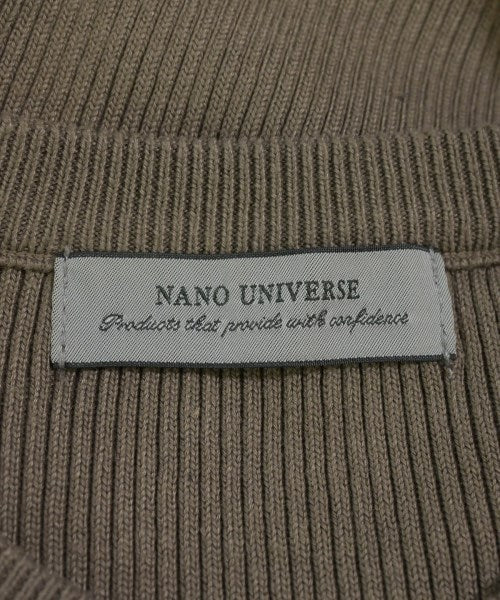 NANO UNIVERSE
Products that provide with confidence